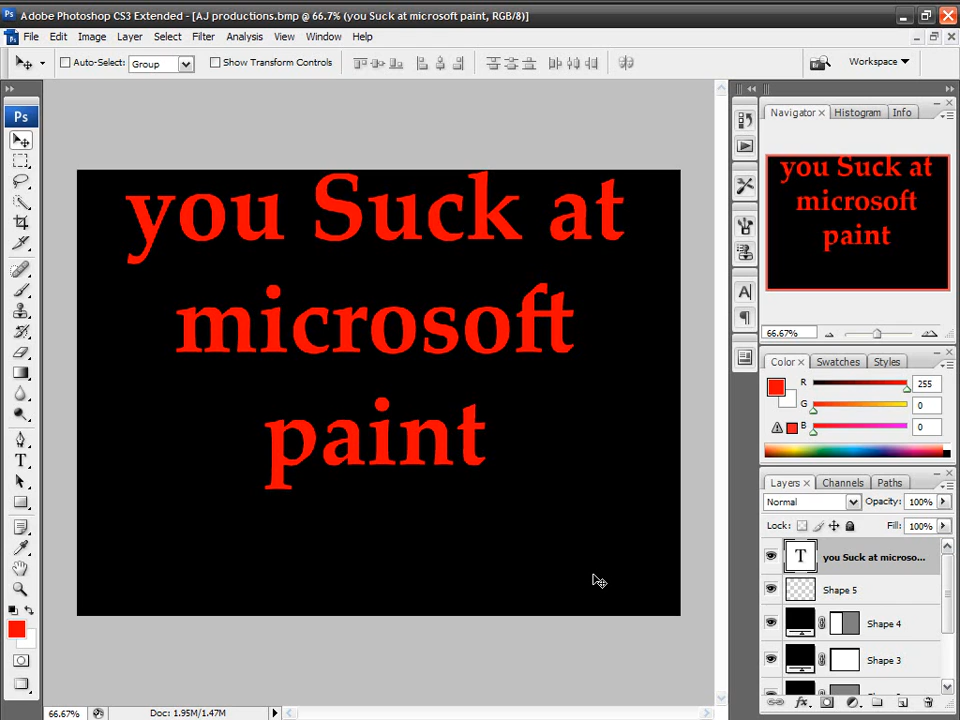 Adobe Photoshop CS3 Extended - [AJ productions.bmp @ 66.7% (you Suck at microsoft paint, RGB/8)]
File Edit Image Layer Select Filter Analysis View Window Help
Auto-Select: Group Show Transform Controls Workspace
Ps
Navigator Histogram Info
you Suck at
microsoft
paint
you Suck at
microsoft
paint
66.67%
Color Swatches Styles
R 255
G 0
B 0
Layers Channels Paths
Normal Opacity: 100%
Lock: Fill: 100%
T you Suck at microso...
Shape 5
Shape 4
Shape 3
66.67% Doc: 1.95M/1.47M